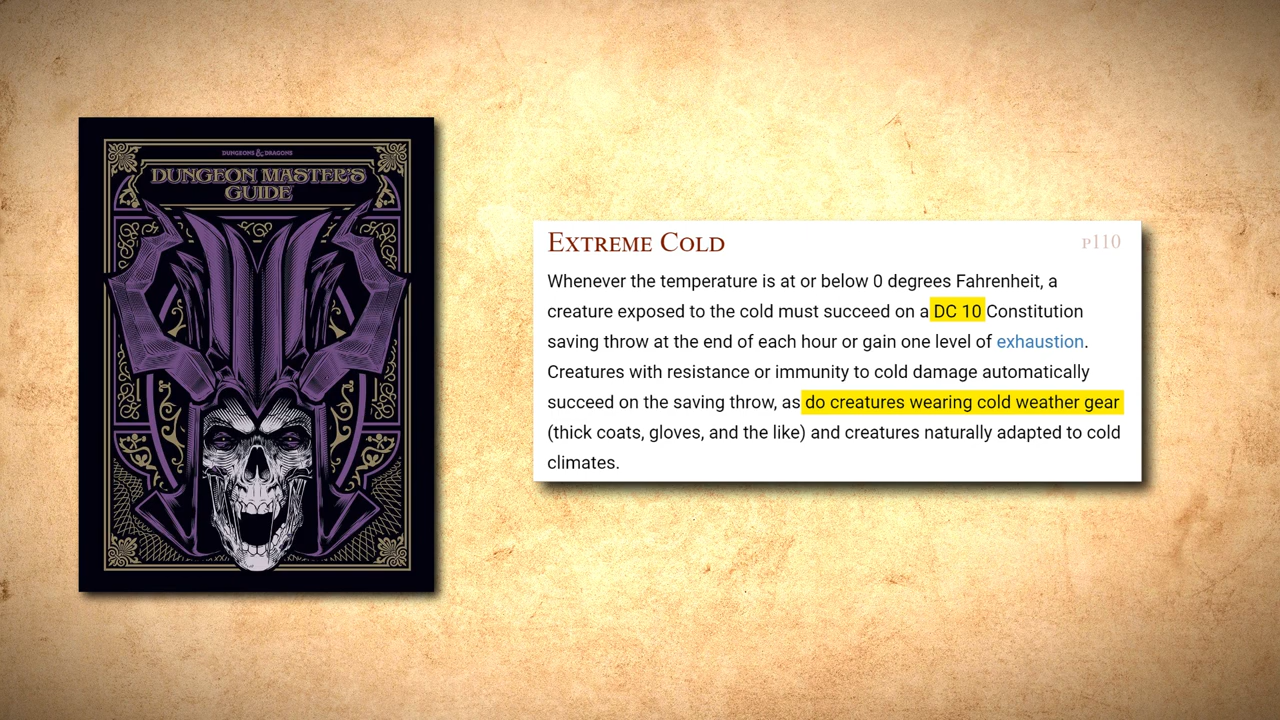 DUNGEONS & DRAGONS
DUNGEON MASTER'S
GUIDE
EXTREME COLD
P110
Whenever the temperature is at or below 0 degrees Fahrenheit, a
creature exposed to the cold must succeed on a DC 10 Constitution
saving throw at the end of each hour or gain one level of exhaustion.
Creatures with resistance or immunity to cold damage automatically
succeed on the saving throw, as do creatures wearing cold weather gear
(thick coats, gloves, and the like) and creatures naturally adapted to cold
climates.